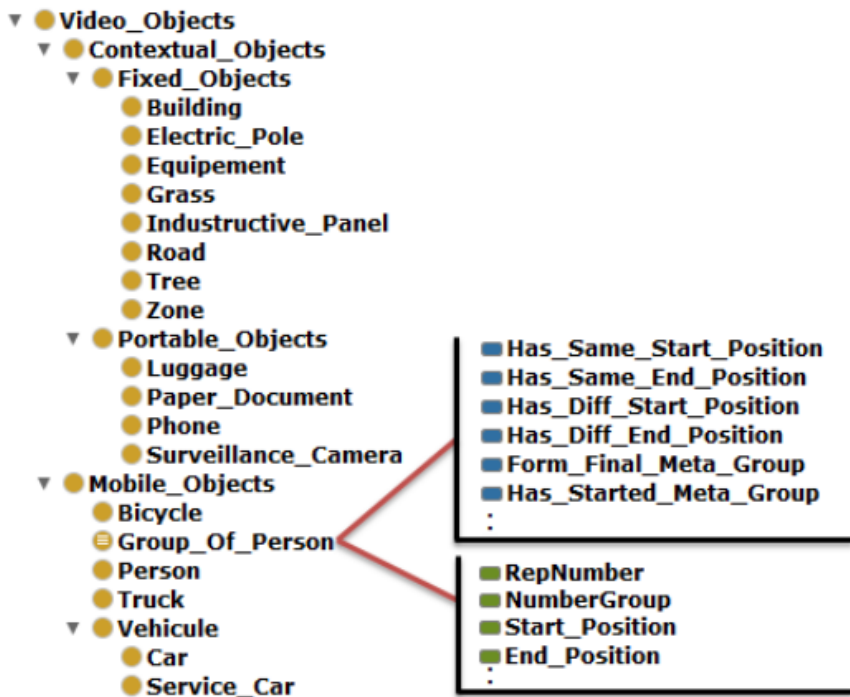 Video_Objects
Contextual_Objects
Fixed_Objects
Building
Electric_Pole
Equipement
Grass
Industructive_Panel
Road
Tree
Zone
Portable_Objects
Luggage
Paper_Document
Phone
Surveillance_Camera
Mobile_Objects
Bicycle
Group_Of_Person
Person
Truck
Vehicule
Car
Service_Car
Has_Same_Start_Position
Has_Same_End_Position
Has_Diff_Start_Position
Has_Diff_End_Position
Form_Final_Meta_Group
Has_Started_Meta_Group
:
RepNumber
NumberGroup
Start_Position
End_Position
: